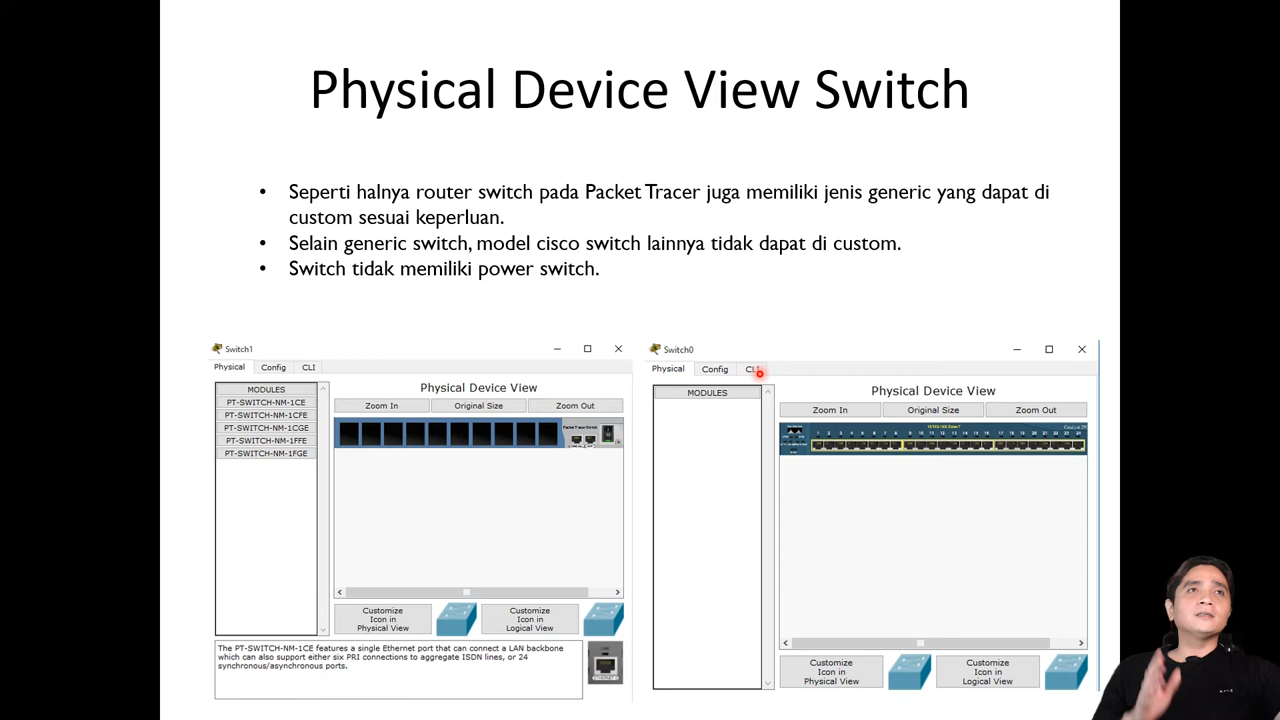 Physical Device View Switch
• Seperti halnya router switch pada Packet Tracer juga memiliki jenis generic yang dapat di
custom sesuai keperluan.
• Selain generic switch, model cisco switch lainnya tidak dapat di custom.
• Switch tidak memiliki power switch.
Switch1
Physical Config CLI
MODULES
PT-SWITCH-NM-1CE
PT-SWITCH-NM-1CFE
PT-SWITCH-NM-1CGE
PT-SWITCH-NM-1FFE
PT-SWITCH-NM-1FGE
Physical Device View
Zoom In Original Size Zoom Out
Customize
Icon in
Physical View
Customize
Icon in
Logical View
The PT-SWITCH-NM-1CE features a single Ethernet port that can connect a LAN backbone
which can also support either six PRI connections to aggregate ISDN lines, or 24
synchronous/asynchronous ports.
Switch0
Physical Config CLI
MODULES
Physical Device View
Zoom In Original Size Zoom Out
Customize
Icon in
Physical View
Customize
Icon in
Logical View